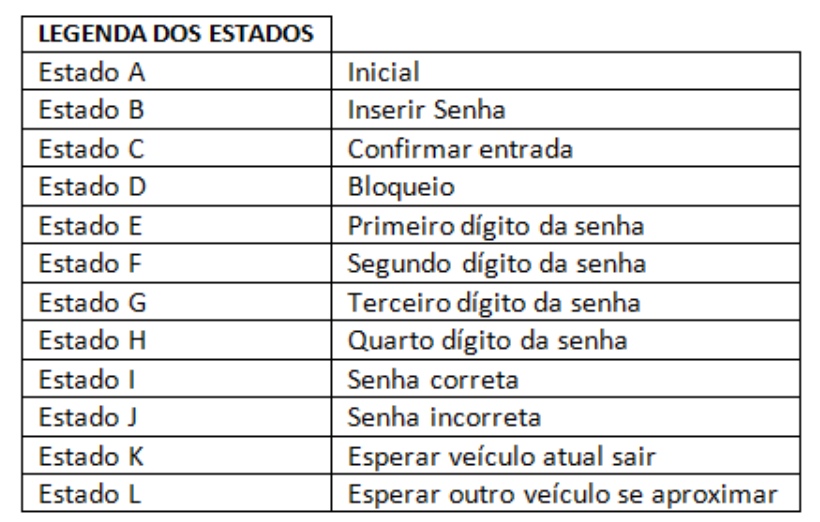 LEGENDA DOS ESTADOS
Estado A Inicial
Estado B Inserir Senha
Estado C Confirmar entrada
Estado D Bloqueio
Estado E Primeiro dígito da senha
Estado F Segundo dígito da senha
Estado G Terceiro dígito da senha
Estado H Quarto dígito da senha
Estado I Senha correta
Estado J Senha incorreta
Estado K Esperar veículo atual sair
Estado L Esperar outro veículo se aproximar